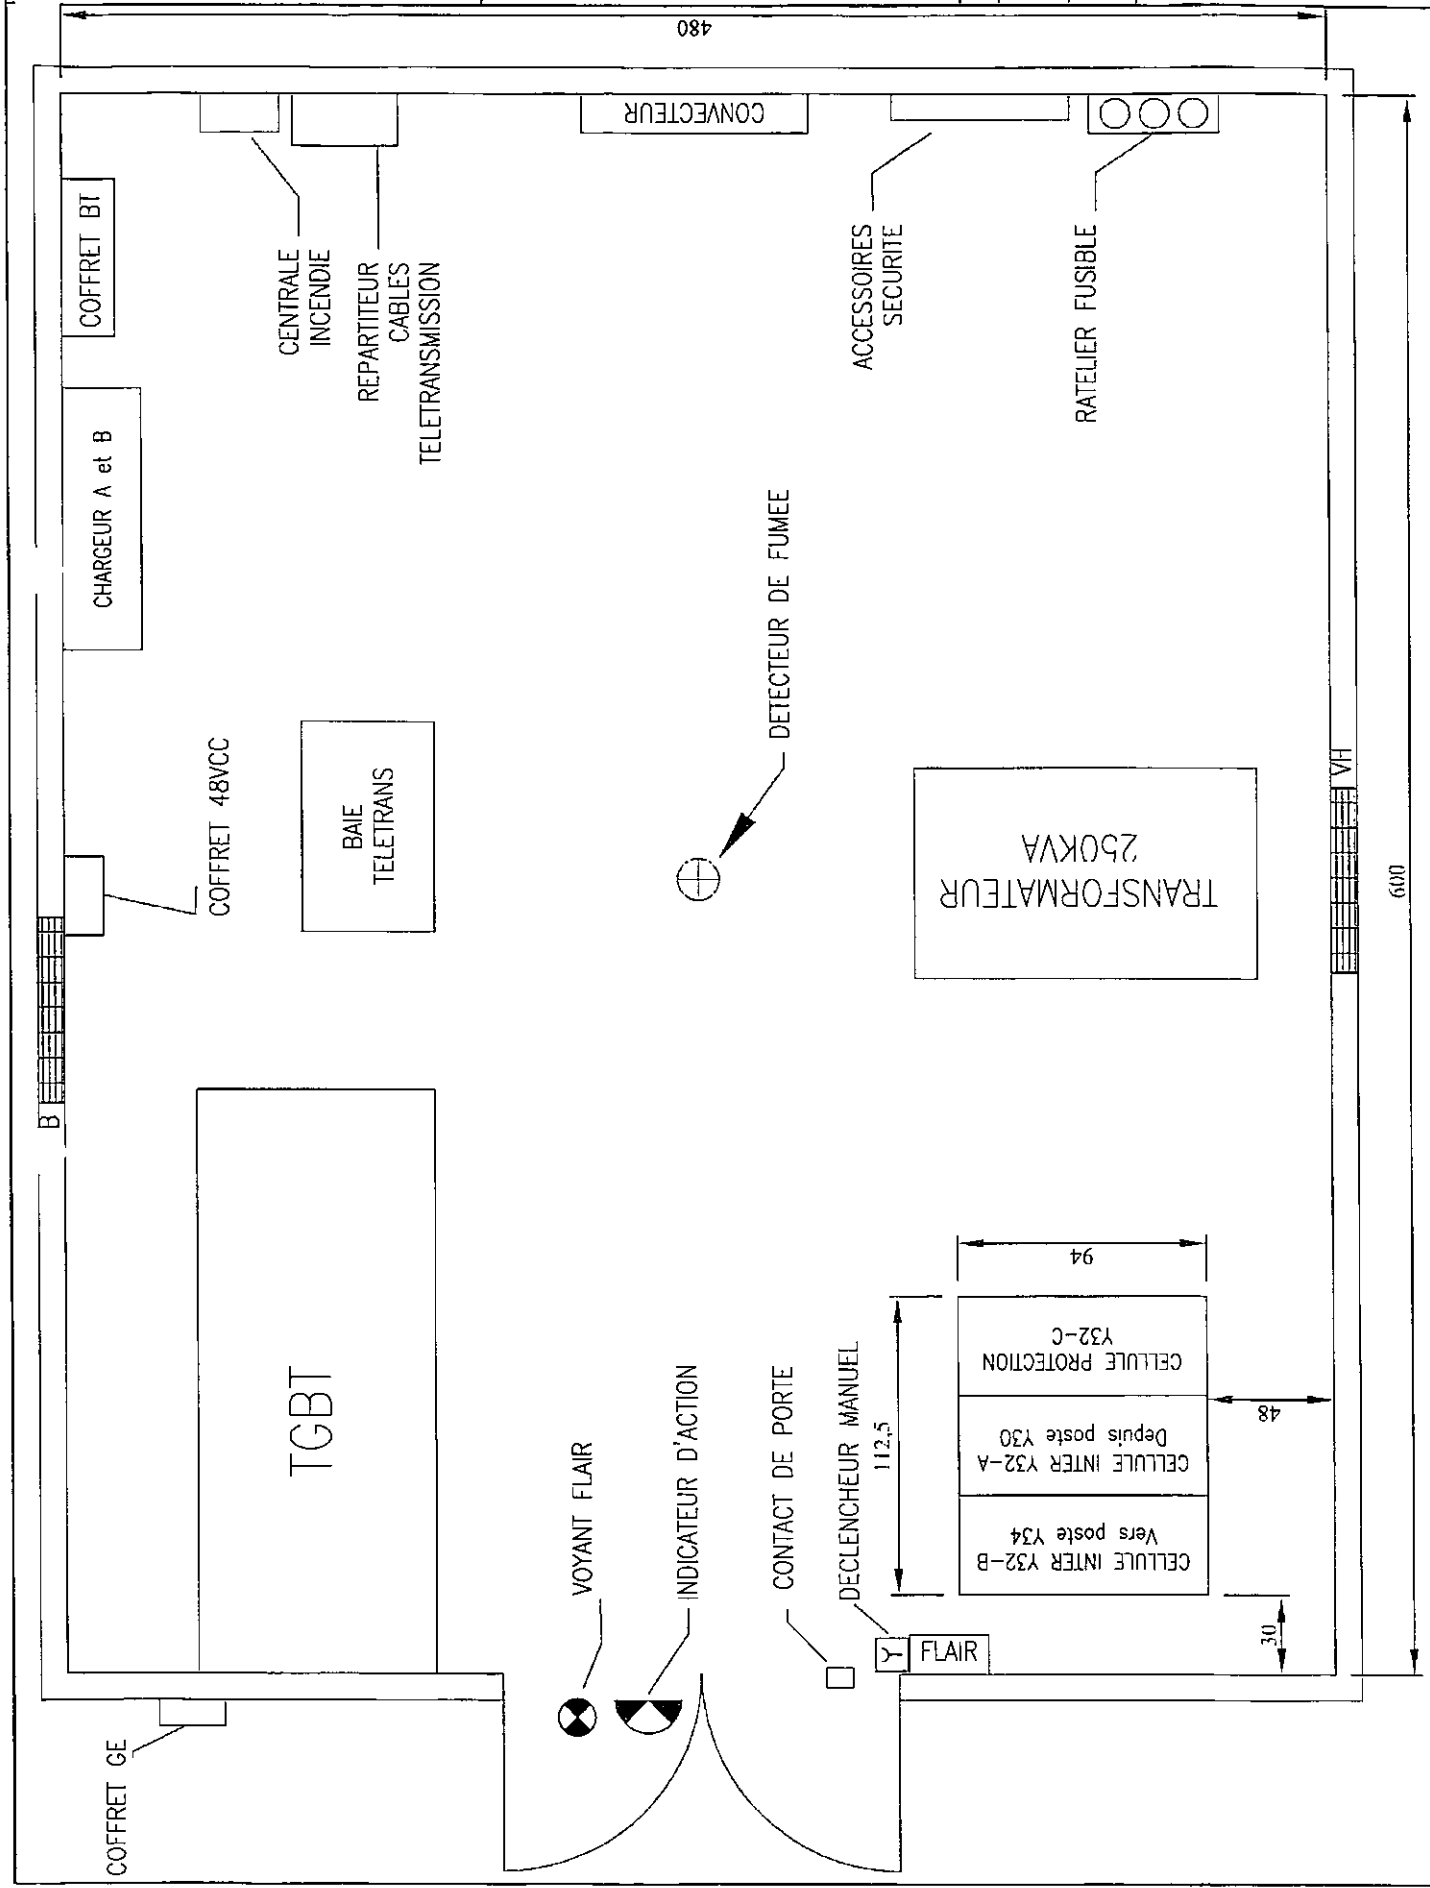 480
CONVECTEUR
COFFRET BT
CENTRALE
INCENDIE
REPARTITEUR
CABLES
TELETRANSMISSION
ACCESSOIRES
SECURITE
RATELIER FUSIBLE
CHARGEUR A et B
COFFRET 48VCC
BAIE
TELETRANS
DETECTEUR DE FUMEE
TRANSFORMATEUR
250KVA
VH
600
B
TGBT
VOYANT FLAIR
INDICATEUR D'ACTION
CONTACT DE PORTE
DECLENCHEUR MANUEL
112,5
94
CELLULE PROTECTION
Y32-C
CELLULE INTER Y32-A
Depuis poste Y30
CELLULE INTER Y32-B
Vers poste Y34
48
30
Y
FLAIR
COFFRET GE